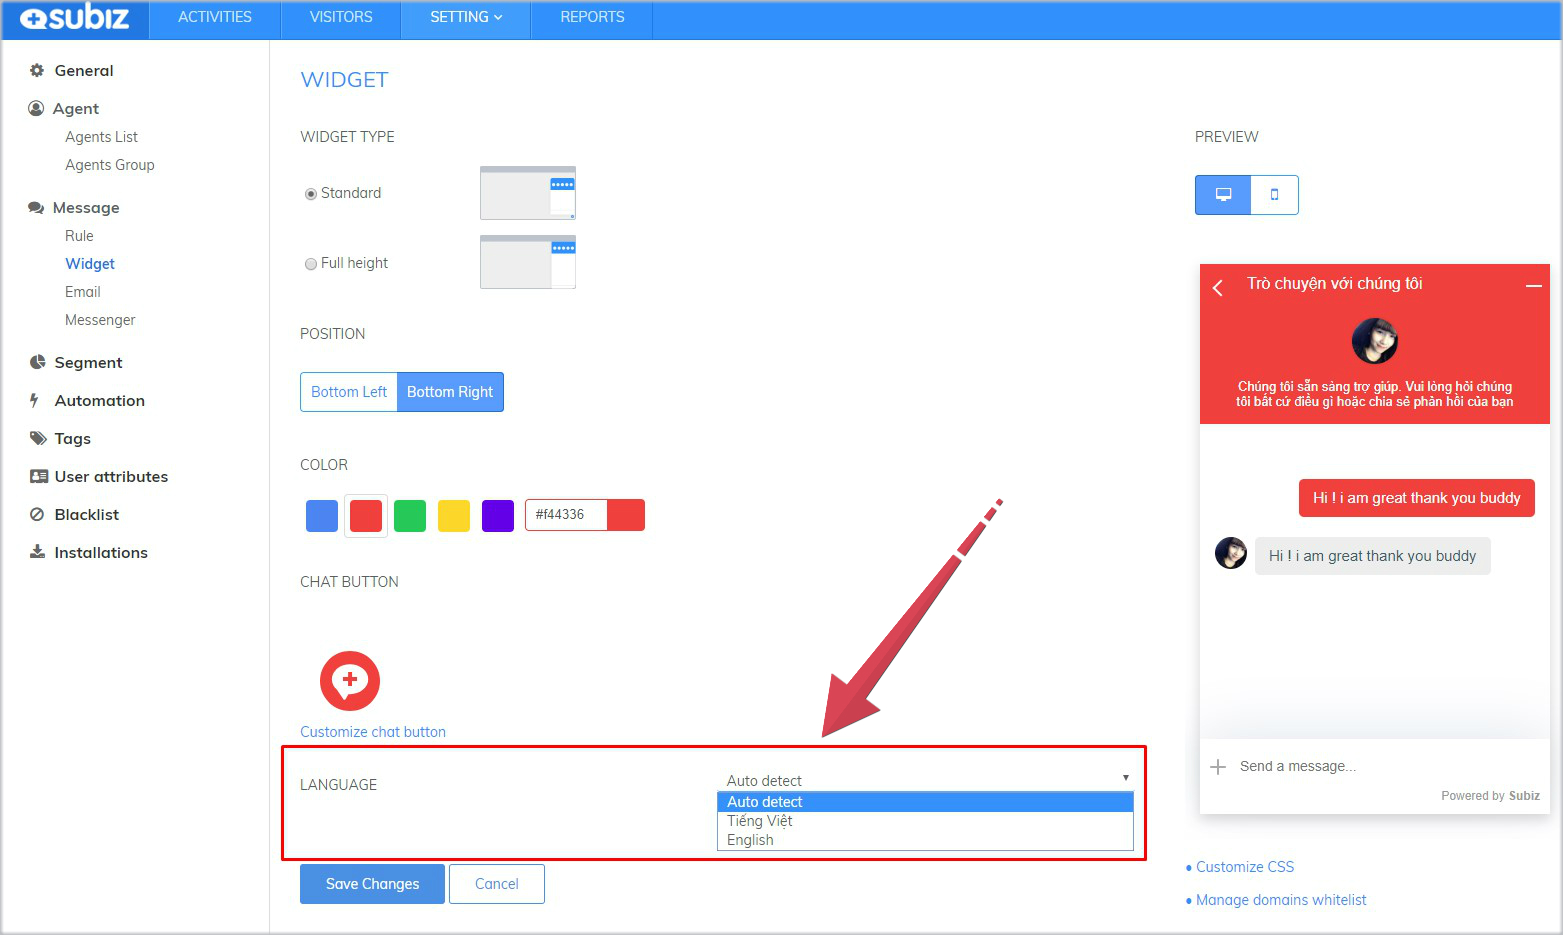 subiz
ACTIVITIES
VISITORS
SETTING
REPORTS
General
Agent
Agents List
Agents Group
Message
Rule
Widget
Email
Messenger
Segment
Automation
Tags
User attributes
Blacklist
Installations
WIDGET
WIDGET TYPE
Standard
Full height
POSITION
Bottom Left
Bottom Right
COLOR
#f44336
CHAT BUTTON
Customize chat button
LANGUAGE
Auto detect
Auto detect
Tiếng Việt
English
Save Changes
Cancel
PREVIEW
Trò chuyện với chúng tôi
Chúng tôi sẵn sàng trợ giúp. Vui lòng hỏi chúng
tôi bất cứ điều gì hoặc chia sẻ phản hồi của bạn
Hi ! i am great thank you buddy
Hi ! i am great thank you buddy
Send a message...
Powered by Subiz
• Customize CSS
• Manage domains whitelist